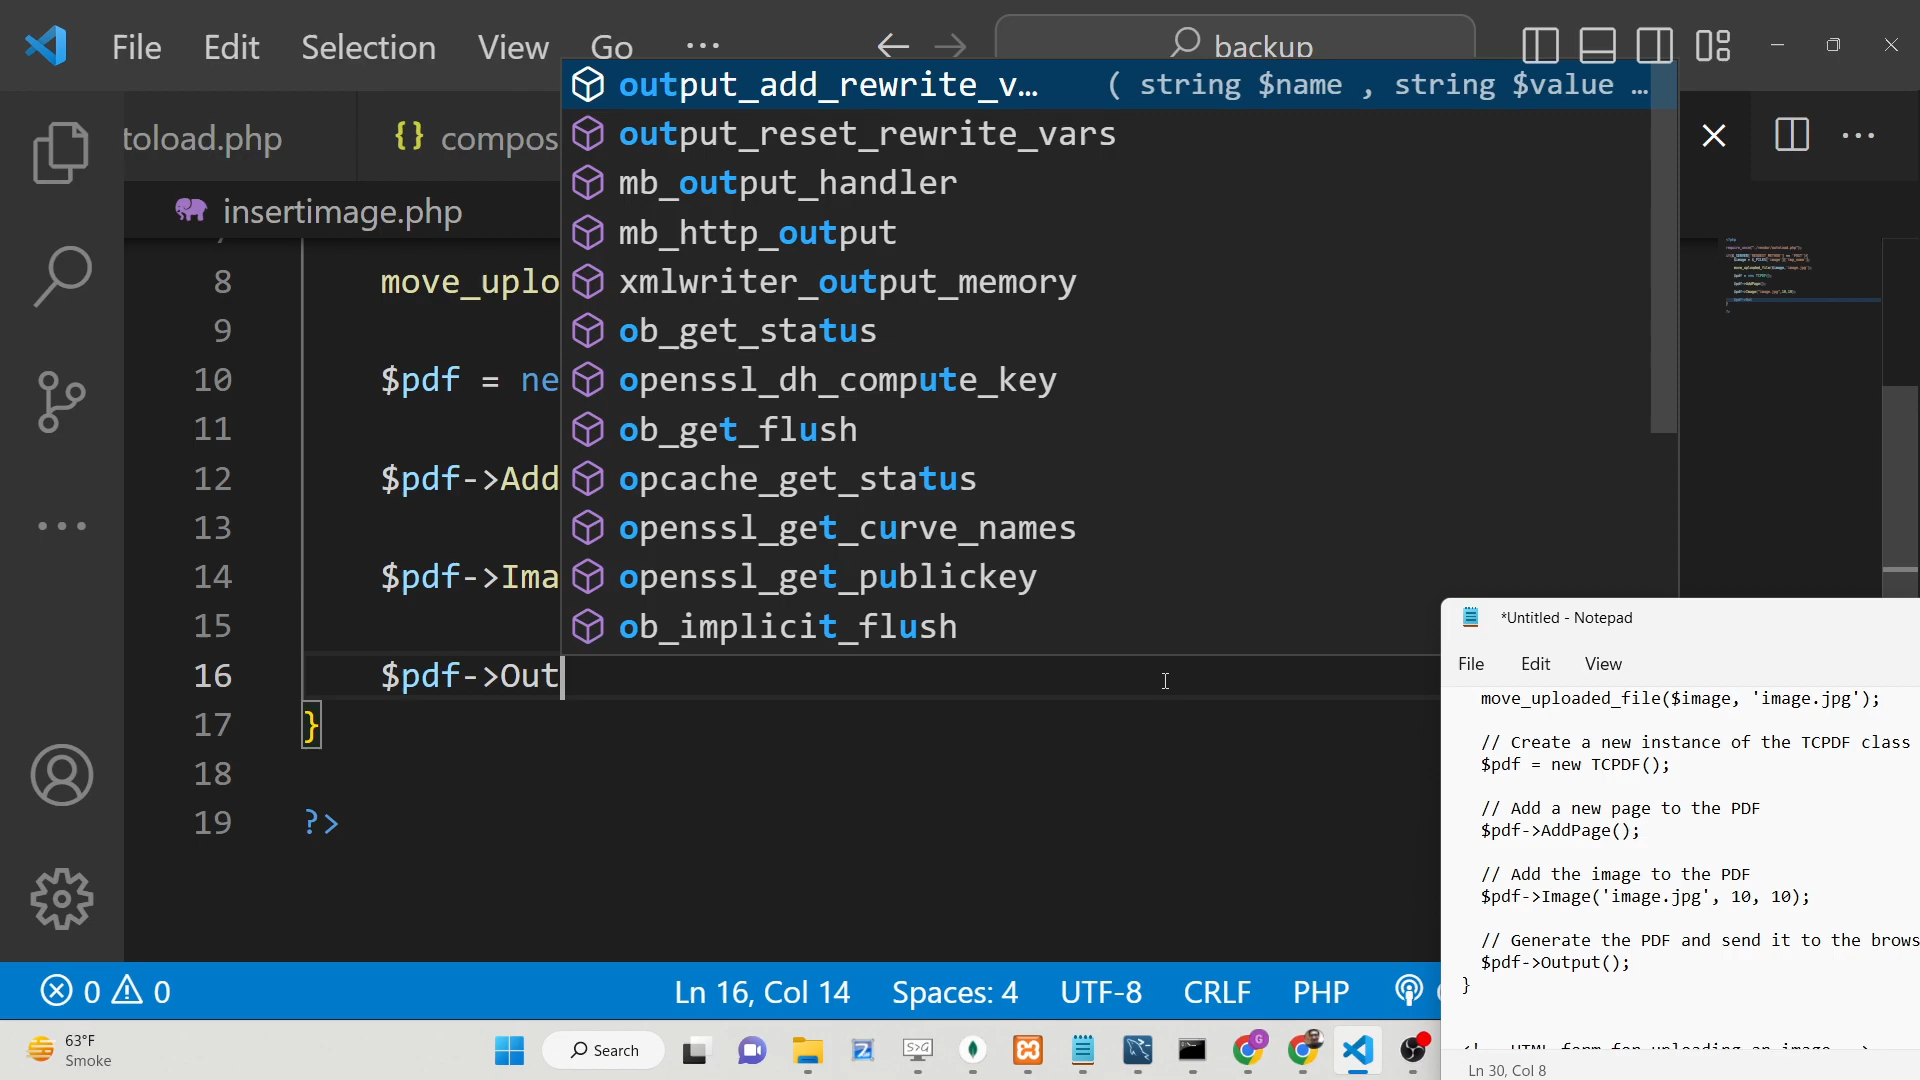 File Edit Selection View Go ... backup
toload.php {} compos
insertimage.php
output_add_rewrite_v... ( string $name , string $value ...
output_reset_rewrite_vars
mb_output_handler
mb_http_output
xmlwriter_output_memory
ob_get_status
openssl_dh_compute_key
ob_get_flush
opcache_get_status
openssl_get_curve_names
openssl_get_publickey
ob_implicit_flush
8 move_uplo
9
10 $pdf = ne
11
12 $pdf->Add
13
14 $pdf->Ima
15
16 $pdf->Out
17 }
18
19 ?>
*Untitled - Notepad
File Edit View
move_uploaded_file($image, 'image.jpg');
// Create a new instance of the TCPDF class
$pdf = new TCPDF();
// Add a new page to the PDF
$pdf->AddPage();
// Add the image to the PDF
$pdf->Image('image.jpg', 10, 10);
// Generate the PDF and send it to the brows
$pdf->Output();
}
Ln 30, Col 8
0 0 Ln 16, Col 14 Spaces: 4 UTF-8 CRLF PHP
63°F
Smoke
Search